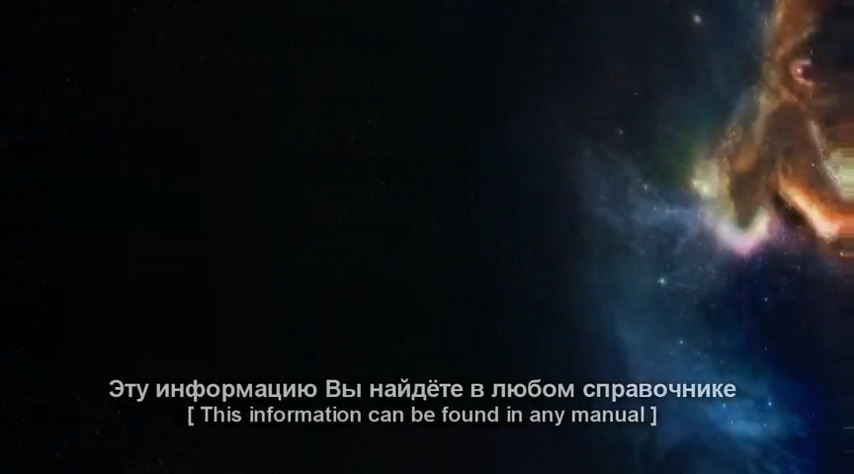 Эту информацию Вы найдёте в любом справочнике
[ This information can be found in any manual ]